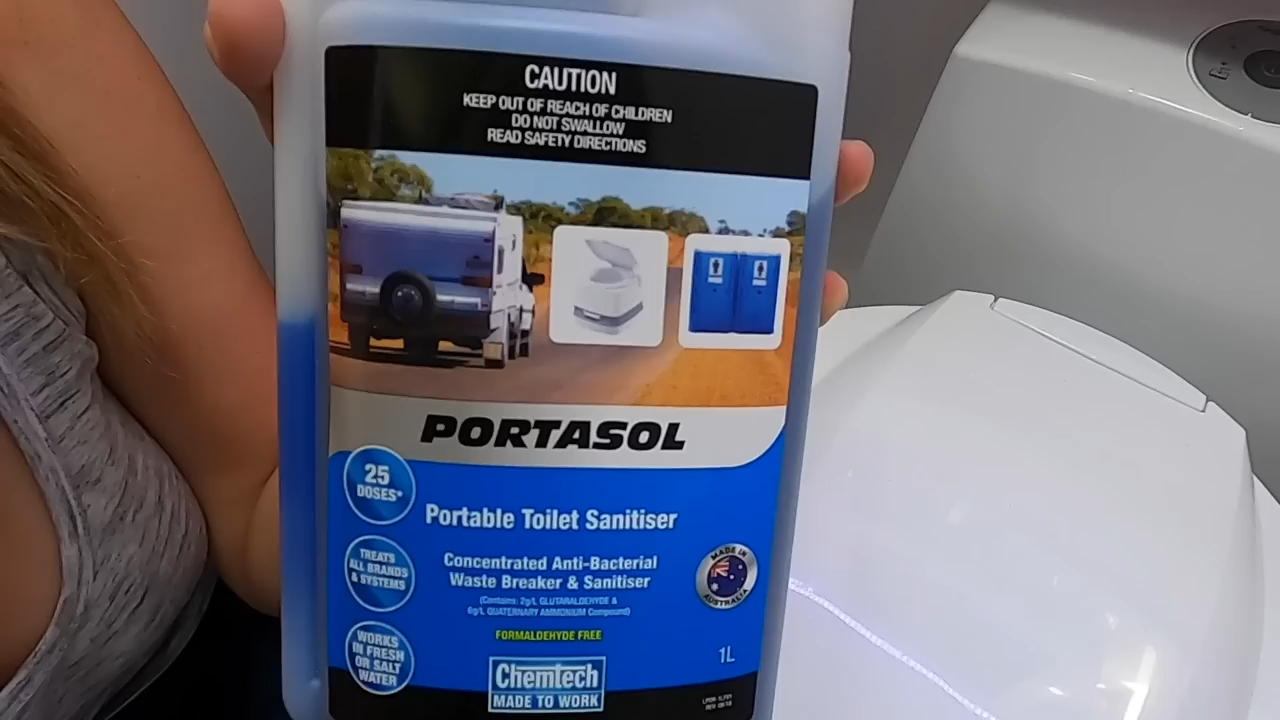 CAUTION
KEEP OUT OF REACH OF CHILDREN
DO NOT SWALLOW
READ SAFETY DIRECTIONS
PORTASOL
25
DOSES*
Portable Toilet Sanitiser
TREATS
ALL BRANDS
& SYSTEMS
Concentrated Anti-Bacterial
Waste Breaker & Sanitiser
(Contains: 2g/L GLUTARALDEHYDE &
6g/L QUATERNARY AMMONIUM Compound)
MADE IN
AUSTRALIA
FORMALDEHYDE FREE
WORKS
IN FRESH
OR SALT
WATER
1L
Chemtech
MADE TO WORK